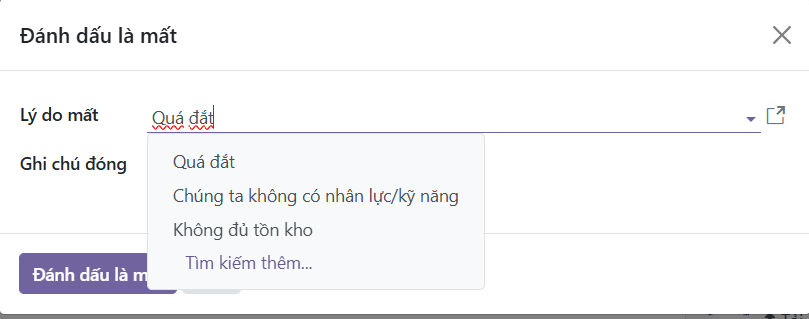 Đánh dấu là mất
Lý do mất
Quá đắt
Ghi chú đóng
Quá đắt
Chúng ta không có nhân lực/kỹ năng
Không đủ tồn kho
Tìm kiếm thêm...
Đánh dấu là m